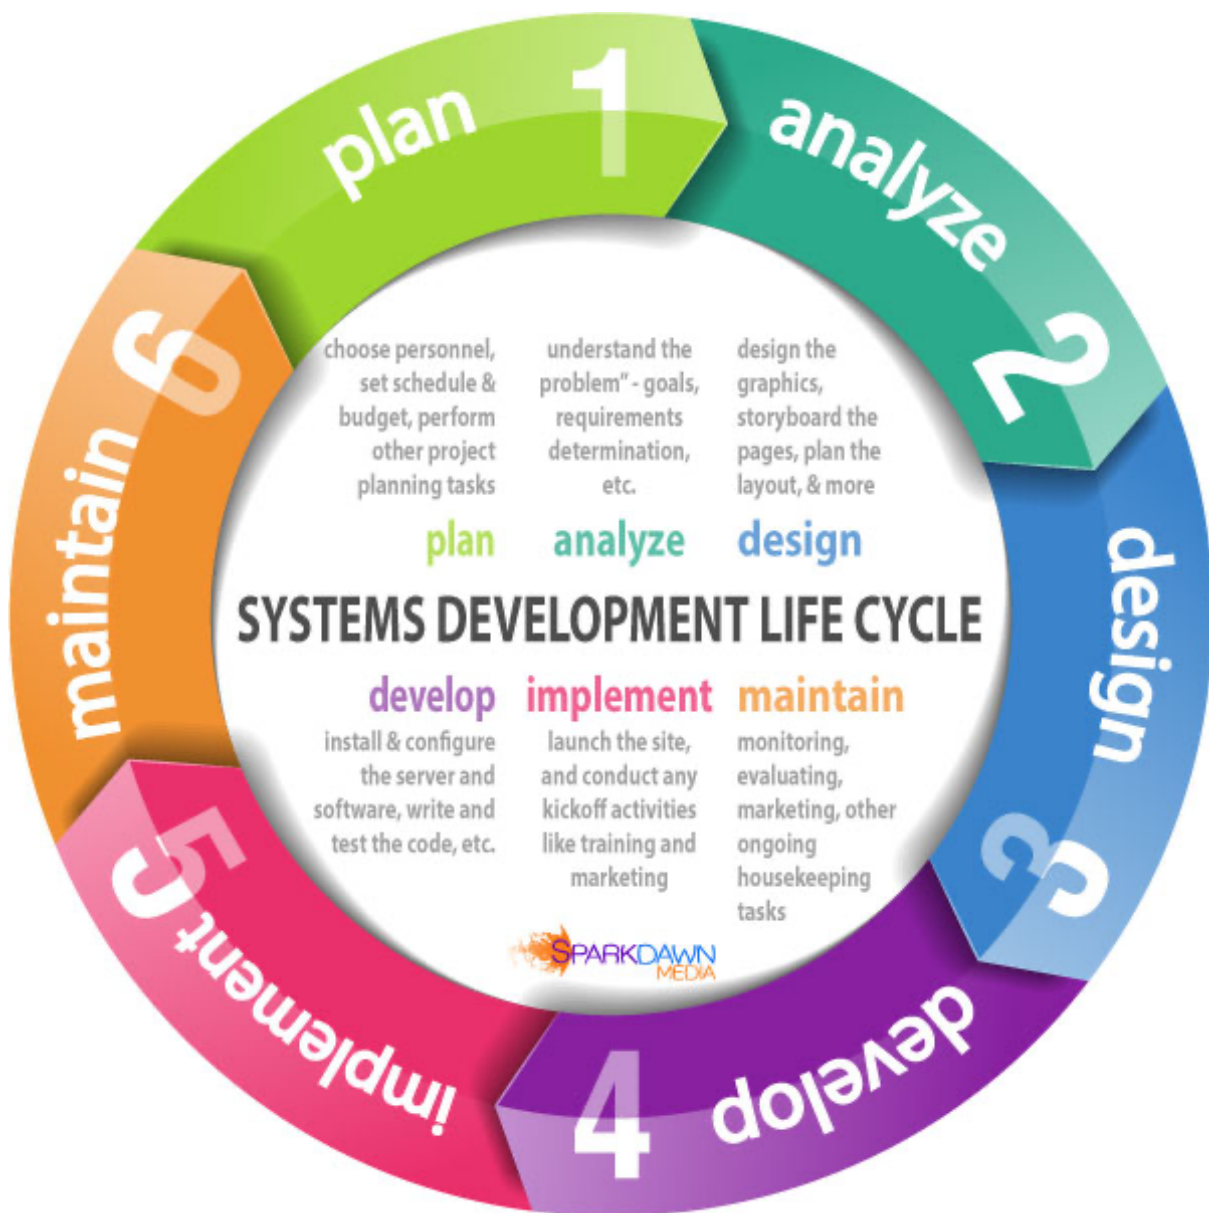 plan 1
analyze 2
design 3
develop 4
implement 5
maintain 6
choose personnel,
set schedule &
budget, perform
other project
planning tasks
plan
understand the
problem" - goals,
requirements
determination,
etc.
analyze
design the
graphics,
storyboard the
pages, plan the
layout, & more
design
SYSTEMS DEVELOPMENT LIFE CYCLE
develop
install & configure
the server and
software, write and
test the code, etc.
implement
launch the site,
and conduct any
kickoff activities
like training and
marketing
maintain
monitoring,
evaluating,
marketing, other
ongoing
housekeeping
tasks
SPARKDAWN
MEDIA